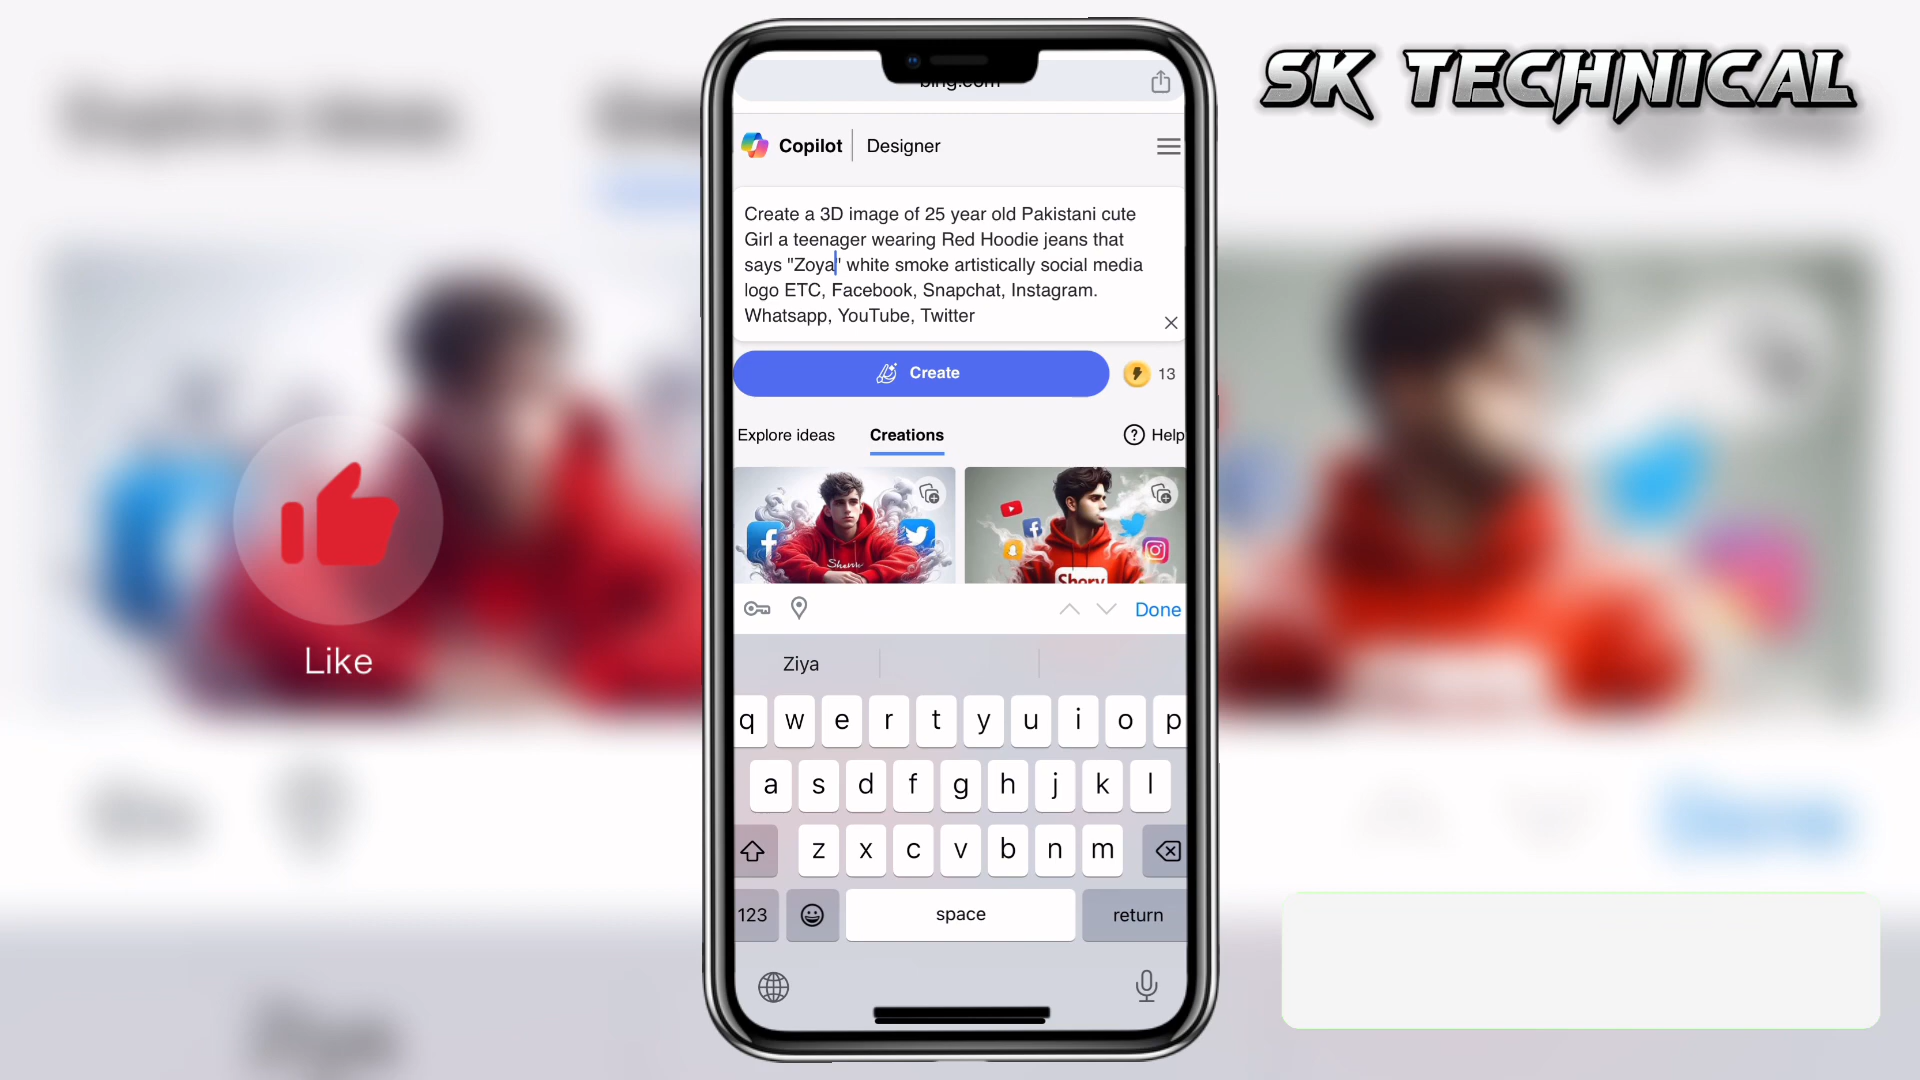 SK TECHNICAL
bing.com
Copilot | Designer
Create a 3D image of 25 year old Pakistani cute
Girl a teenager wearing Red Hoodie jeans that
says "Zoya" white smoke artistically social media
logo ETC, Facebook, Snapchat, Instagram.
Whatsapp, YouTube, Twitter
Create
13
Explore ideas
Creations
Help
Shery
Like
Done
Ziya
q w e r t y u i o p
a s d f g h j k l
z x c v b n m
123
space
return